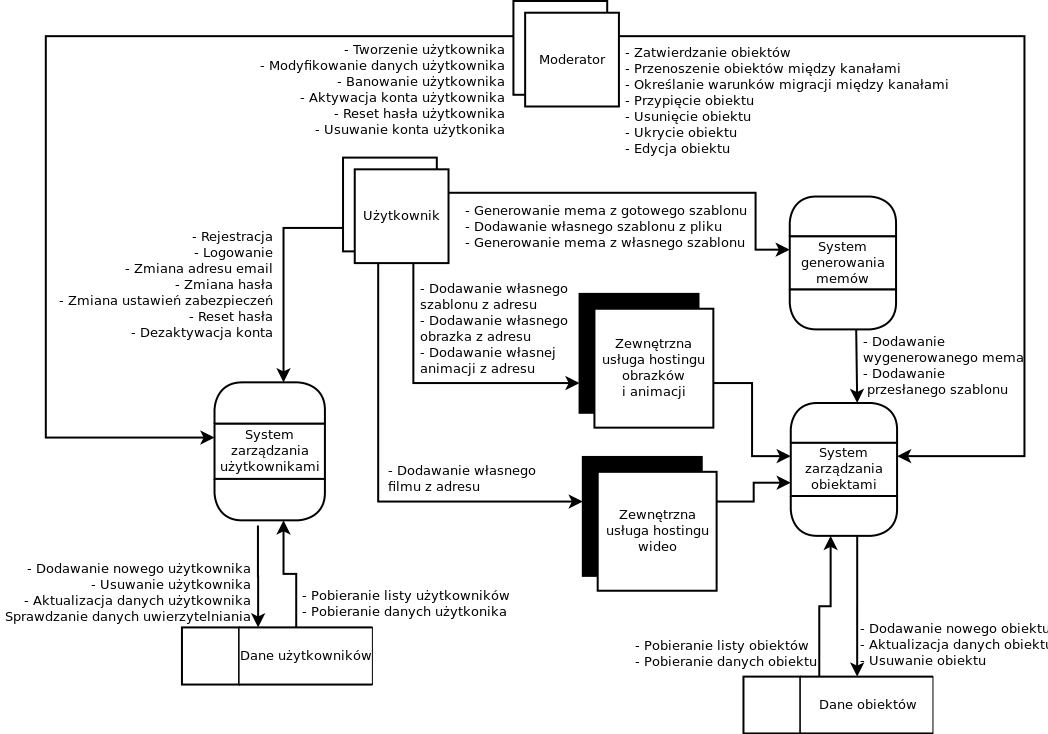 Moderator
- Tworzenie użytkownika
- Modyfikowanie danych użytkownika
- Banowanie użytkownika
- Aktywacja konta użytkownika
- Reset hasła użytkownika
- Usuwanie konta użytkonika
- Zatwierdzanie obiektów
- Przenoszenie obiektów między kanałami
- Określanie warunków migracji między kanałami
- Przypięcie obiektu
- Usunięcie obiektu
- Ukrycie obiektu
- Edycja obiektu
Użytkownik
- Generowanie mema z gotowego szablonu
- Dodawanie własnego szablonu z pliku
- Generowanie mema z własnego szablonu
System
generowania
memów
- Rejestracja
- Logowanie
- Zmiana adresu email
- Zmiana hasła
- Zmiana ustawień zabezpieczeń
- Reset hasła
- Dezaktywacja konta
- Dodawanie własnego
szablonu z adresu
- Dodawanie własnego
obrazka z adresu
- Dodawanie własnej
animacji z adresu
Zewnętrzna
usługa hostingu
obrazków
i animacji
- Dodawanie
wygenerowanego mema
- Dodawanie
przesłanego szablonu
System
zarządzania
użytkownikami
System
zarządzania
obiektami
- Dodawanie własnego
filmu z adresu
Zewnętrzna
usługa hostingu
wideo
- Dodawanie nowego użytkownika
- Usuwanie użytkownika
- Aktualizacja danych użytkownika
Sprawdzanie danych uwierzytelniania
- Pobieranie listy użytkowników
- Pobieranie danych użytkonika
Dane użytkowników
- Pobieranie listy obiektów
- Pobieranie danych obiektu
- Dodawanie nowego obiektu
- Aktualizacja danych obiektu
- Usuwanie obiektu
Dane obiektów